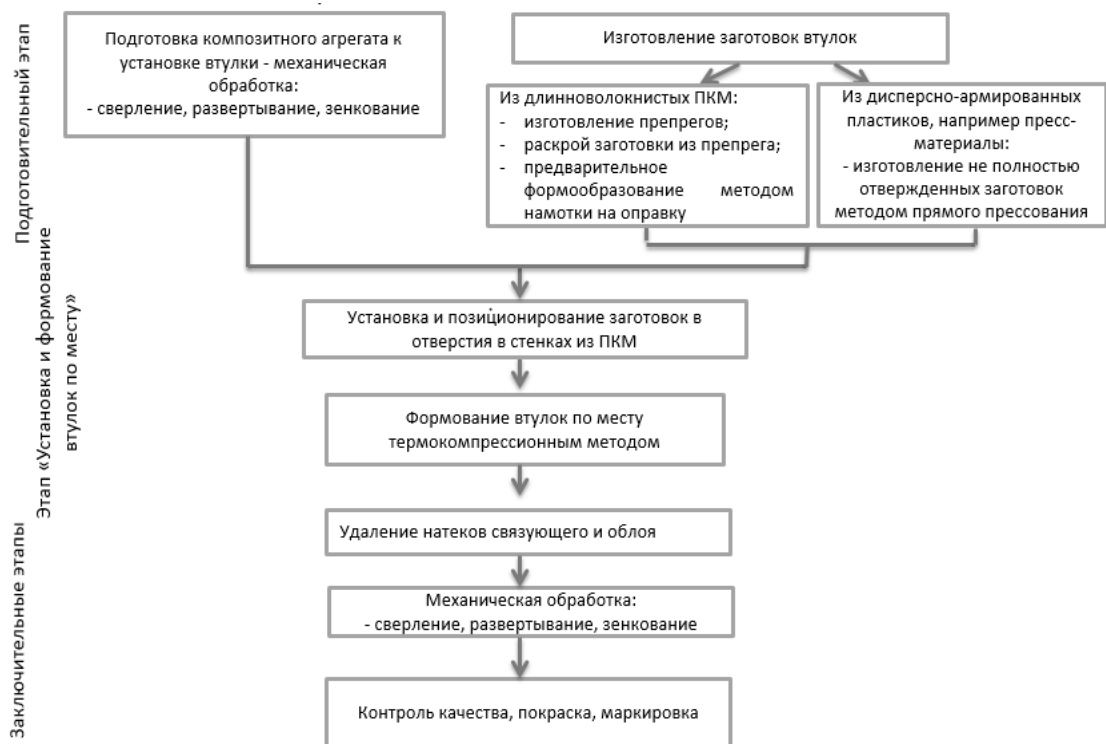 Подготовительный этап
Подготовка композитного агрегата к
установке втулки - механическая
обработка:
- сверление, развертывание, зенкование
Изготовление заготовок втулок
Из длинноволокнистых ПКМ:
- изготовление препрегов;
- раскрой заготовки из препрега;
- предварительное
формообразование методом
намотки на оправку
Из дисперсно-армированных
пластиков, например пресс-
материалы:
- изготовление не полностью
отвержденных заготовок
методом прямого прессования
Этап «Установка и формование
втулок по месту»
Установка и позиционирование заготовок в
отверстия в стенках из ПКМ
Формование втулок по месту
термокомпрессионным методом
Заключительные этапы
Удаление натеков связующего и облоя
Механическая обработка:
- сверление, развертывание, зенкование
Контроль качества, покраска, маркировка